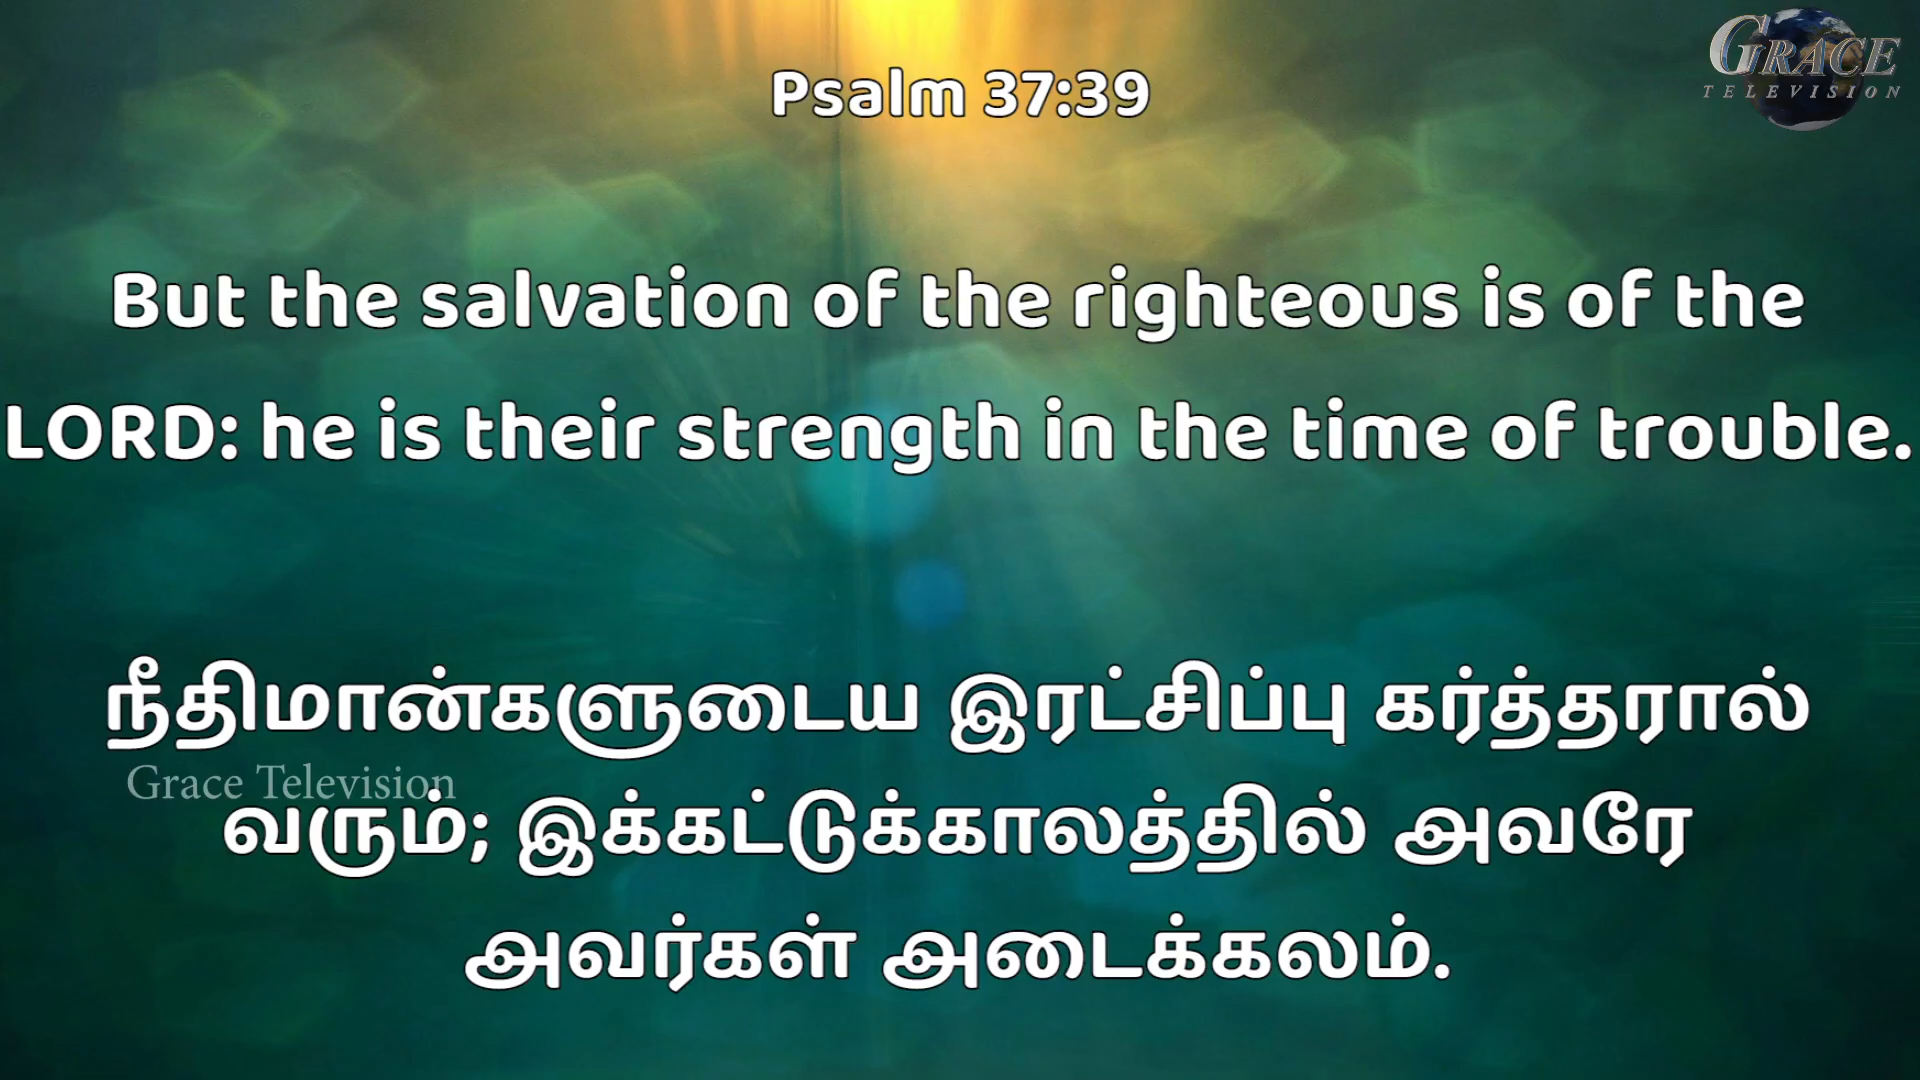 GRACE
TELEVISION
Psalm 37:39
But the salvation of the righteous is of the
LORD: he is their strength in the time of trouble.
நீதிமான்களுடைய இரட்சிப்பு கர்த்தரால்
Grace Television
வரும்; இக்கட்டுக்காலத்தில் அவரே
அவர்கள் அடைக்கலம்.